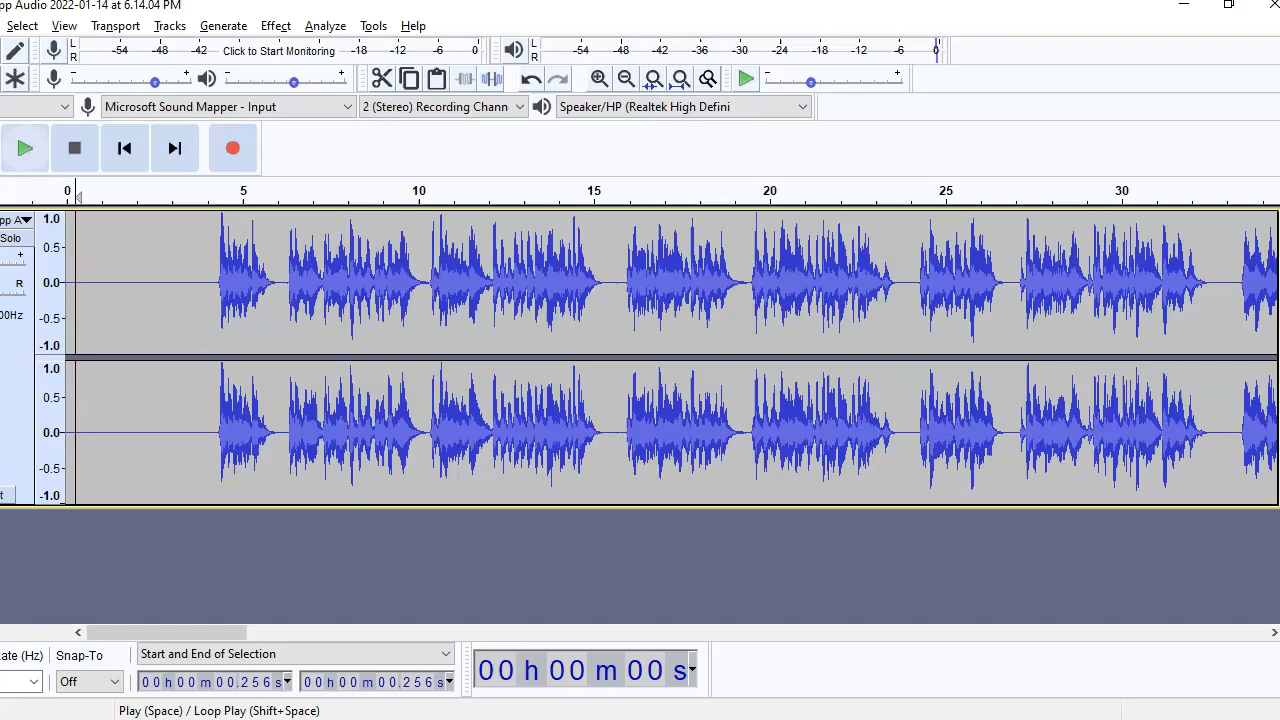 pp Audio 2022-01-14 at 6.14.04 PM
Select View Transport Tracks Generate Effect Analyze Tools Help
L R -54 -48 -42 Click to Start Monitoring -18 -12 -6 0 L R -54 -48 -42 -36 -30 -24 -18 -12 -6 0
- + - + - +
Microsoft Sound Mapper - Input 2 (Stereo) Recording Chann Speaker/HP (Realtek High Defini
0 5 10 15 20 25 30
pp A 1.0
Solo
+ 0.5
R 0.0
00Hz -0.5
-1.0
1.0
0.5
0.0
-0.5
t -1.0
ate (Hz) Snap-To Start and End of Selection
Off 00h00m00.256s 00h00m00.256s 00h00m00s
Play (Space) / Loop Play (Shift+Space)